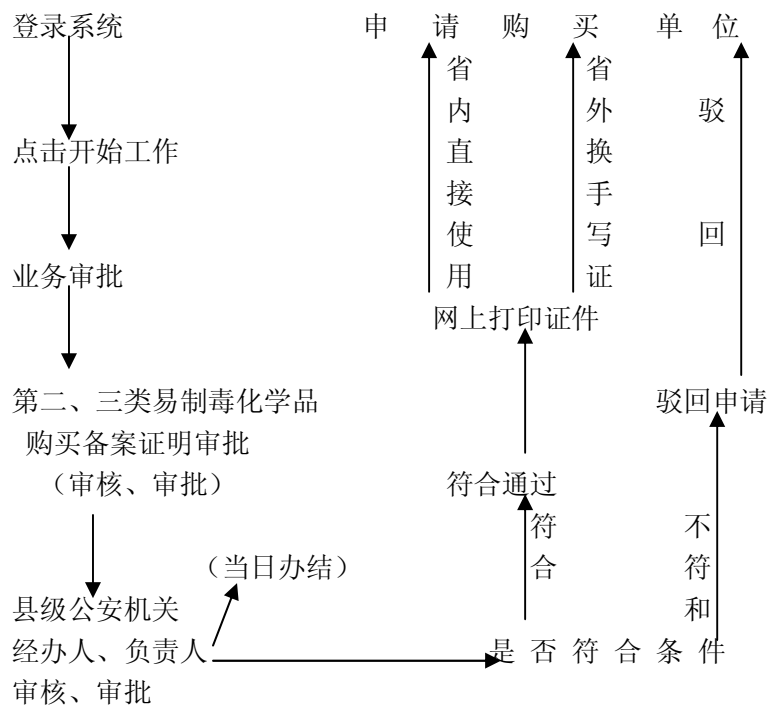 登录系统
点击开始工作
业务审批
第二、三类易制毒化学品
购买备案证明审批
（审核、审批）
县级公安机关
经办人、负责人
审核、审批
（当日办结）
是否符合条件
符合
符合通过
网上打印证件
省内直接使用
省外换手写证
申请购买单位
不符和
驳回申请
驳回